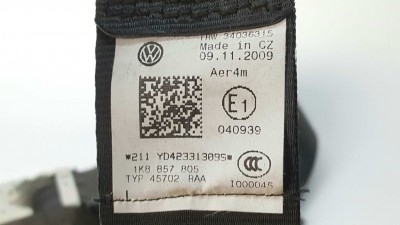 TRW 34036315
Made in CZ
09.11.2009
Aer4m
E1
040939
*211 YD423313095*
1K8 857 805
TYP 45702 RAA
I000045
L